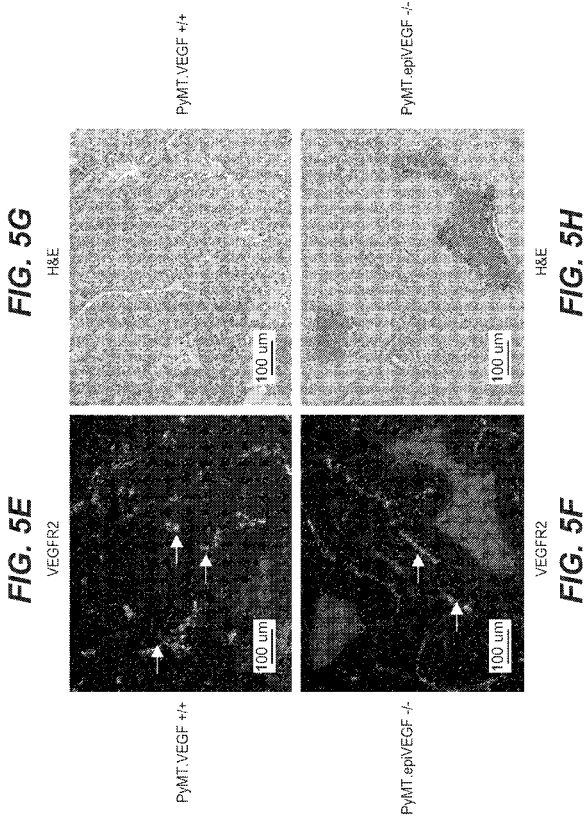 FIG. 5E
VEGFR2
FIG. 5G
H&E
PyMT.VEGF +/+
100 um
100 um
PyMT.VEGF +/+
PyMT.epiVEGF -/-
100 um
100 um
PyMT.epiVEGF -/-
VEGFR2
FIG. 5F
H&E
FIG. 5H